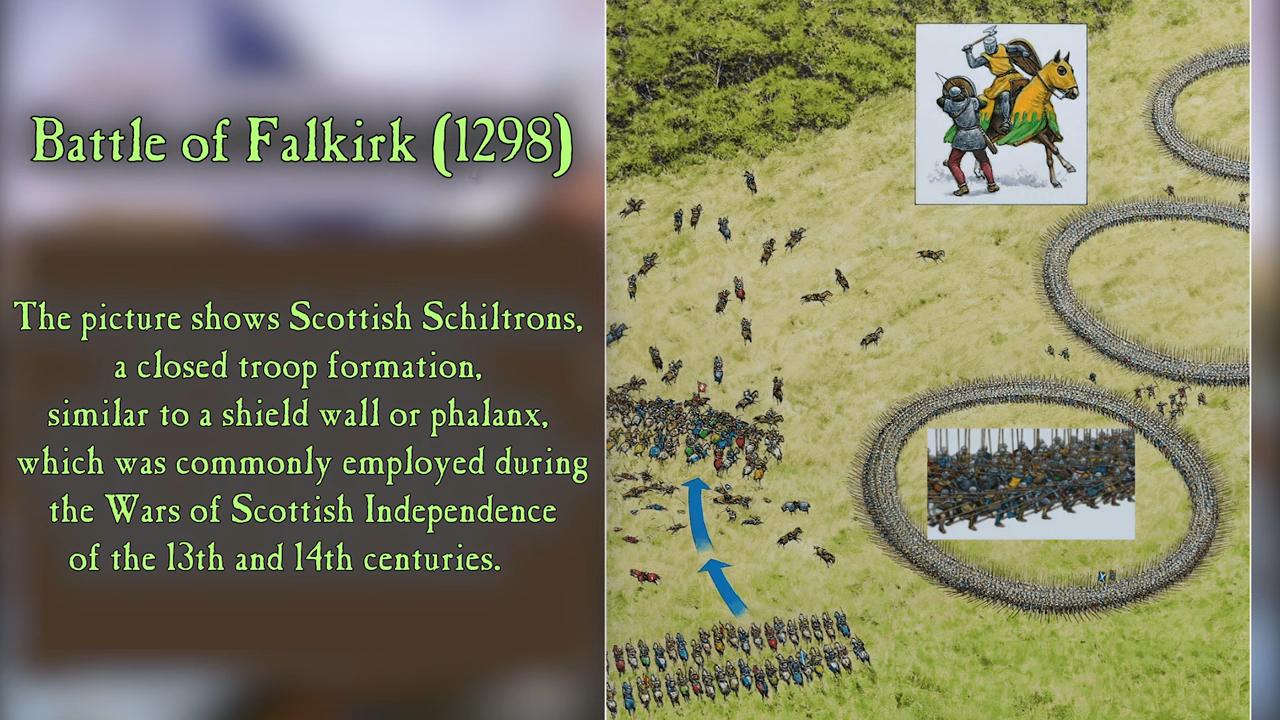 Battle of Falkirk (1298)
The picture shows Scottish Schiltrons,
a closed troop formation,
similar to a shield wall or phalanx,
which was commonly employed during
the Wars of Scottish Independence
of the 13th and 14th centuries.